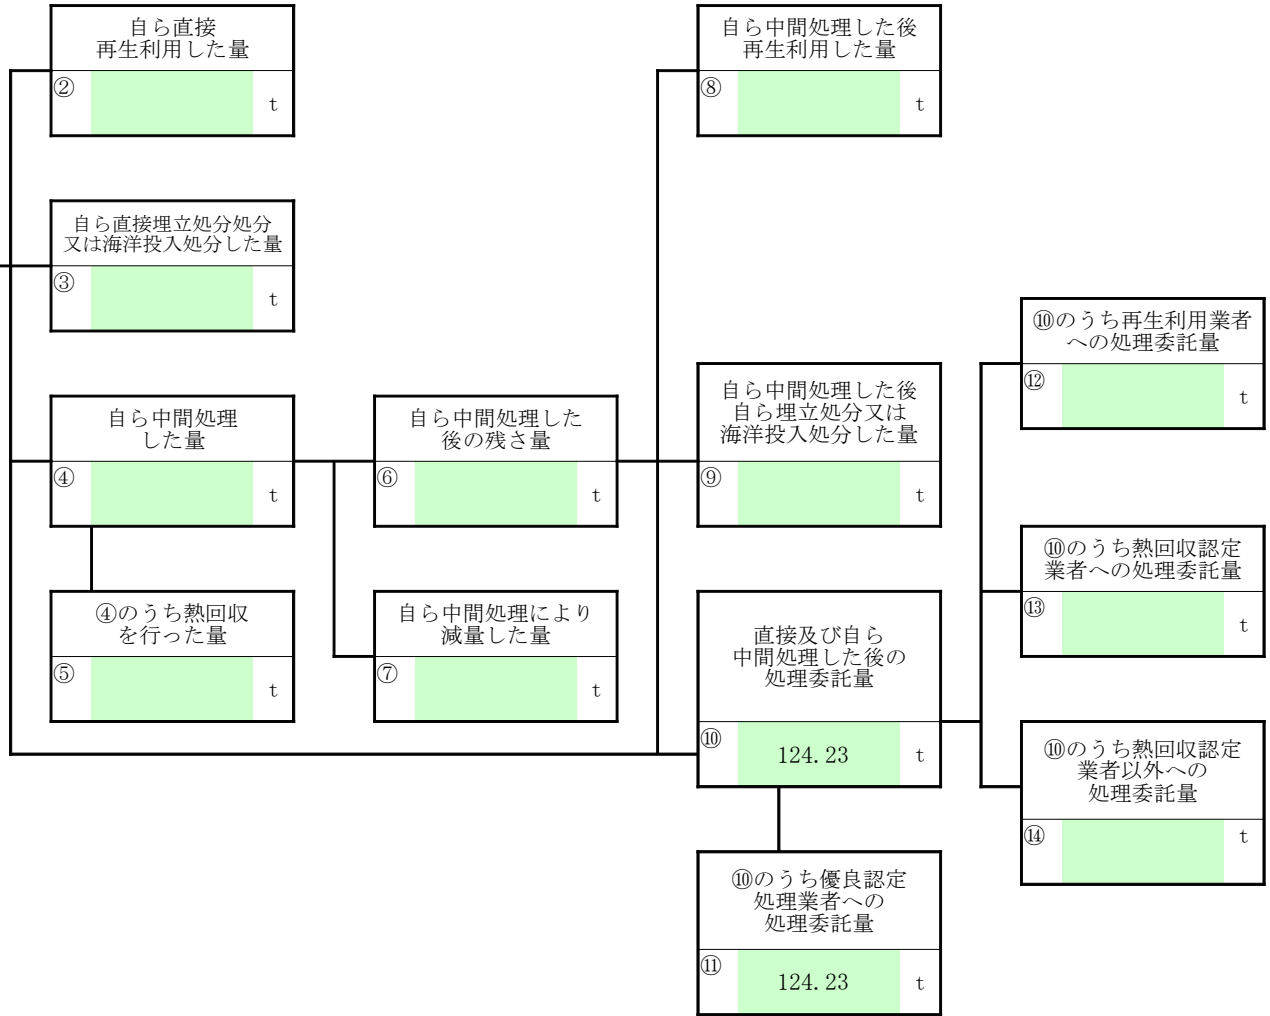 自ら直接
再生利用した量
②
t
自ら中間処理した後
再生利用した量
⑧
t
自ら直接埋立処分処分
又は海洋投入処分した量
③
t
⑩のうち再生利用業者
への処理委託量
⑫
t
自ら中間処理
した量
④
t
自ら中間処理した
後の残さ量
⑥
t
自ら中間処理した後
自ら埋立処分又は
海洋投入処分した量
⑨
t
⑩のうち熱回収認定
業者への処理委託量
⑬
t
④のうち熱回収
を行った量
⑤
t
自ら中間処理により
減量した量
⑦
t
直接及び自ら
中間処理した後の
処理委託量
⑩
124.23
t
⑩のうち熱回収認定
業者以外への
処理委託量
⑭
t
⑩のうち優良認定
処理業者への
処理委託量
⑪
124.23
t